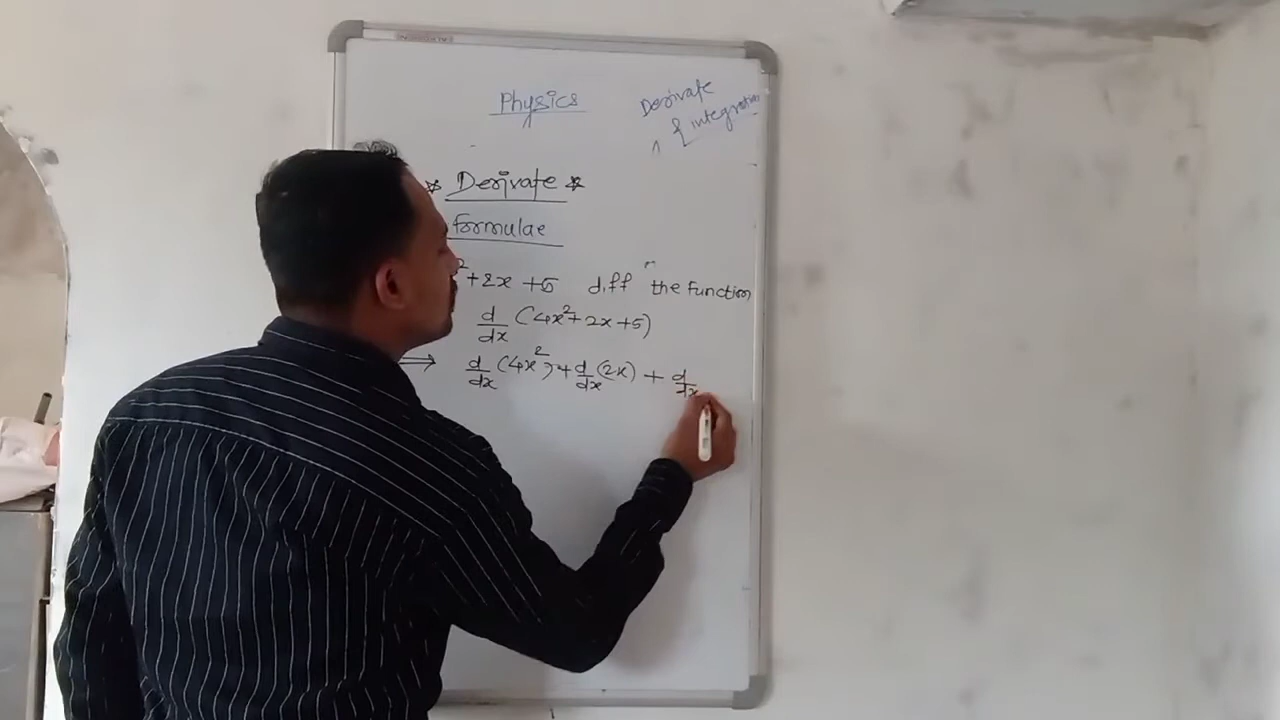 Physics
Derivate
& integration
* Derivate *
Formulae
²+2x +5 diff the function
d/dx (4x²+2x+5)
⇒ d/dx (4x²)+d/dx(2x) + d/dx